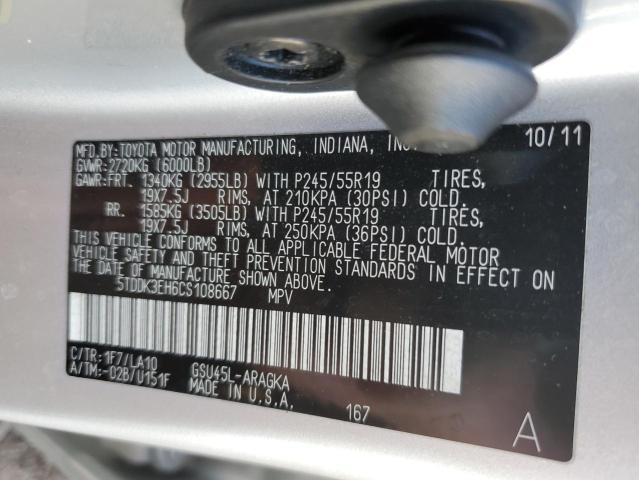 MFD.BY:TOYOTA MOTOR MANUFACTURING, INDIANA, INC. 10/11
GVWR:2720KG (6000LB)
GAWR:FRT. 1340KG (2955LB) WITH P245/55R19 TIRES,
19X7.5J RIMS, AT 210KPA (30PSI) COLD.
RR. 1585KG (3505LB) WITH P245/55R19 TIRES,
19X7.5J RIMS, AT 250KPA (36PSI) COLD.
THIS VEHICLE CONFORMS TO ALL APPLICABLE FEDERAL MOTOR
VEHICLE SAFETY AND THEFT PREVENTION STANDARDS IN EFFECT ON
THE DATE OF MANUFACTURE SHOWN ABOVE.
5TDDK3EH6CS108667 MPV
C/TR:1F7/LA10 GSU45L-ARAGKA
A/TM:-02B/U151F MADE IN U.S.A.
167 A